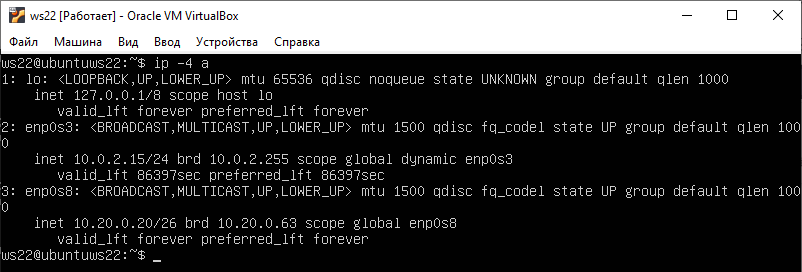 ws22 [Работает] - Oracle VM VirtualBox
Файл Машина Вид Ввод Устройства Справка
ws22@ubuntuws22:~$ ip -4 a
1: lo: <LOOPBACK,UP,LOWER_UP> mtu 65536 qdisc noqueue state UNKNOWN group default qlen 1000
    inet 127.0.0.1/8 scope host lo
       valid_lft forever preferred_lft forever
2: enp0s3: <BROADCAST,MULTICAST,UP,LOWER_UP> mtu 1500 qdisc fq_codel state UP group default qlen 100
0
    inet 10.0.2.15/24 brd 10.0.2.255 scope global dynamic enp0s3
       valid_lft 86397sec preferred_lft 86397sec
3: enp0s8: <BROADCAST,MULTICAST,UP,LOWER_UP> mtu 1500 qdisc fq_codel state UP group default qlen 100
0
    inet 10.20.0.20/26 brd 10.20.0.63 scope global enp0s8
       valid_lft forever preferred_lft forever
ws22@ubuntuws22:~$ _